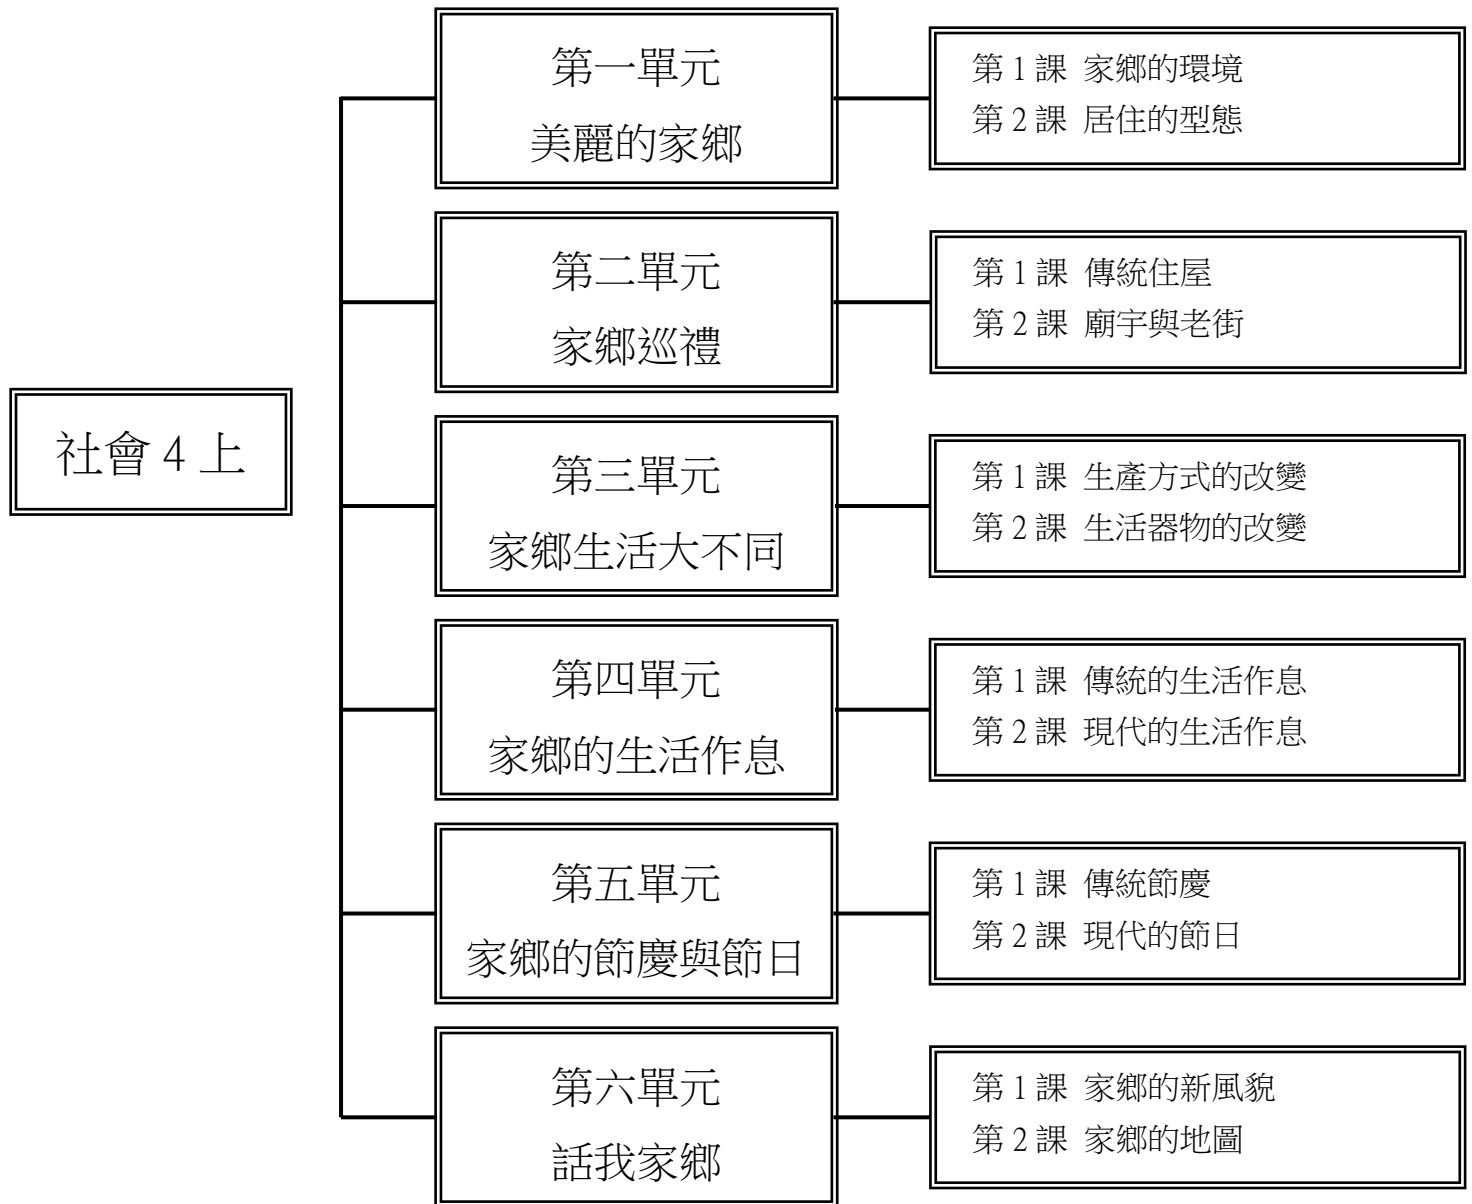 社會 4 上
第一單元
美麗的家鄉
第 1 課 家鄉的環境
第 2 課 居住的型態
第二單元
家鄉巡禮
第 1 課 傳統住屋
第 2 課 廟宇與老街
第三單元
家鄉生活大不同
第 1 課 生產方式的改變
第 2 課 生活器物的改變
第四單元
家鄉的生活作息
第 1 課 傳統的生活作息
第 2 課 現代的生活作息
第五單元
家鄉的節慶與節日
第 1 課 傳統節慶
第 2 課 現代的節日
第六單元
話我家鄉
第 1 課 家鄉的新風貌
第 2 課 家鄉的地圖